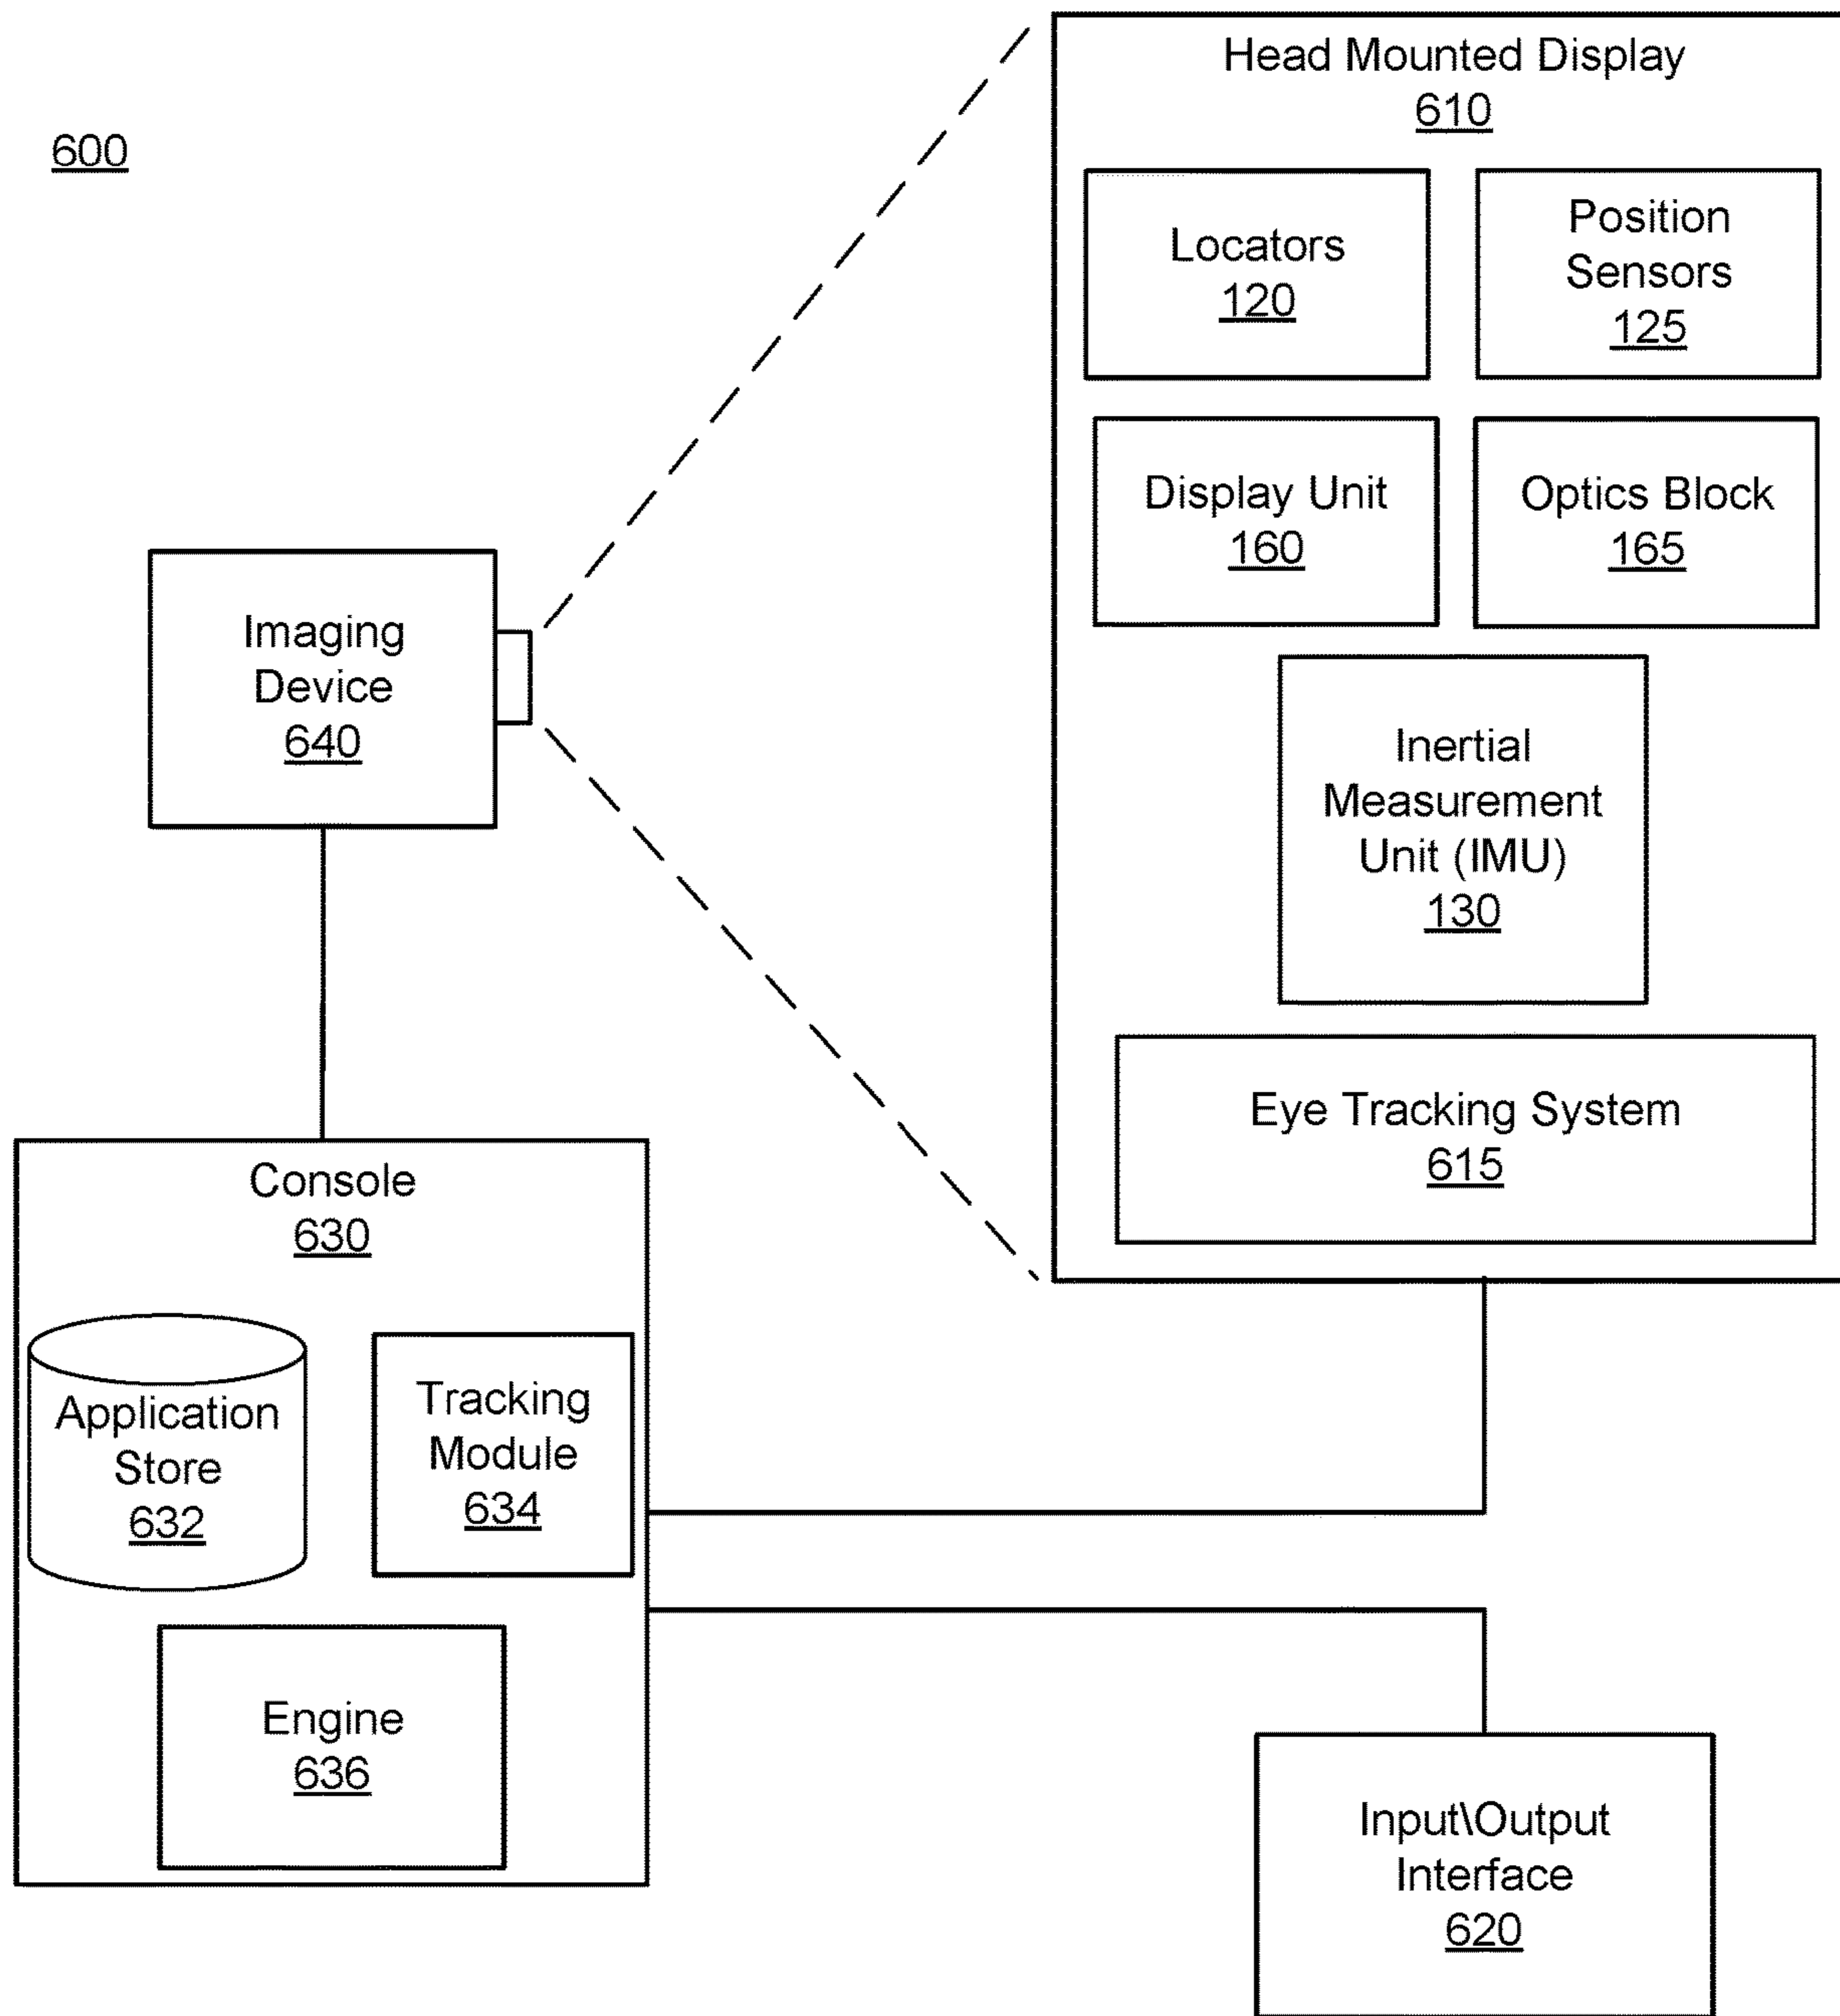 600
Head Mounted Display
610
Locators
120
Position
Sensors
125
Display Unit
160
Optics Block
165
Inertial
Measurement
Unit (IMU)
130
Eye Tracking System
615
Imaging
Device
640
Console
630
Application
Store
632
Tracking
Module
634
Engine
636
Input\Output
Interface
620